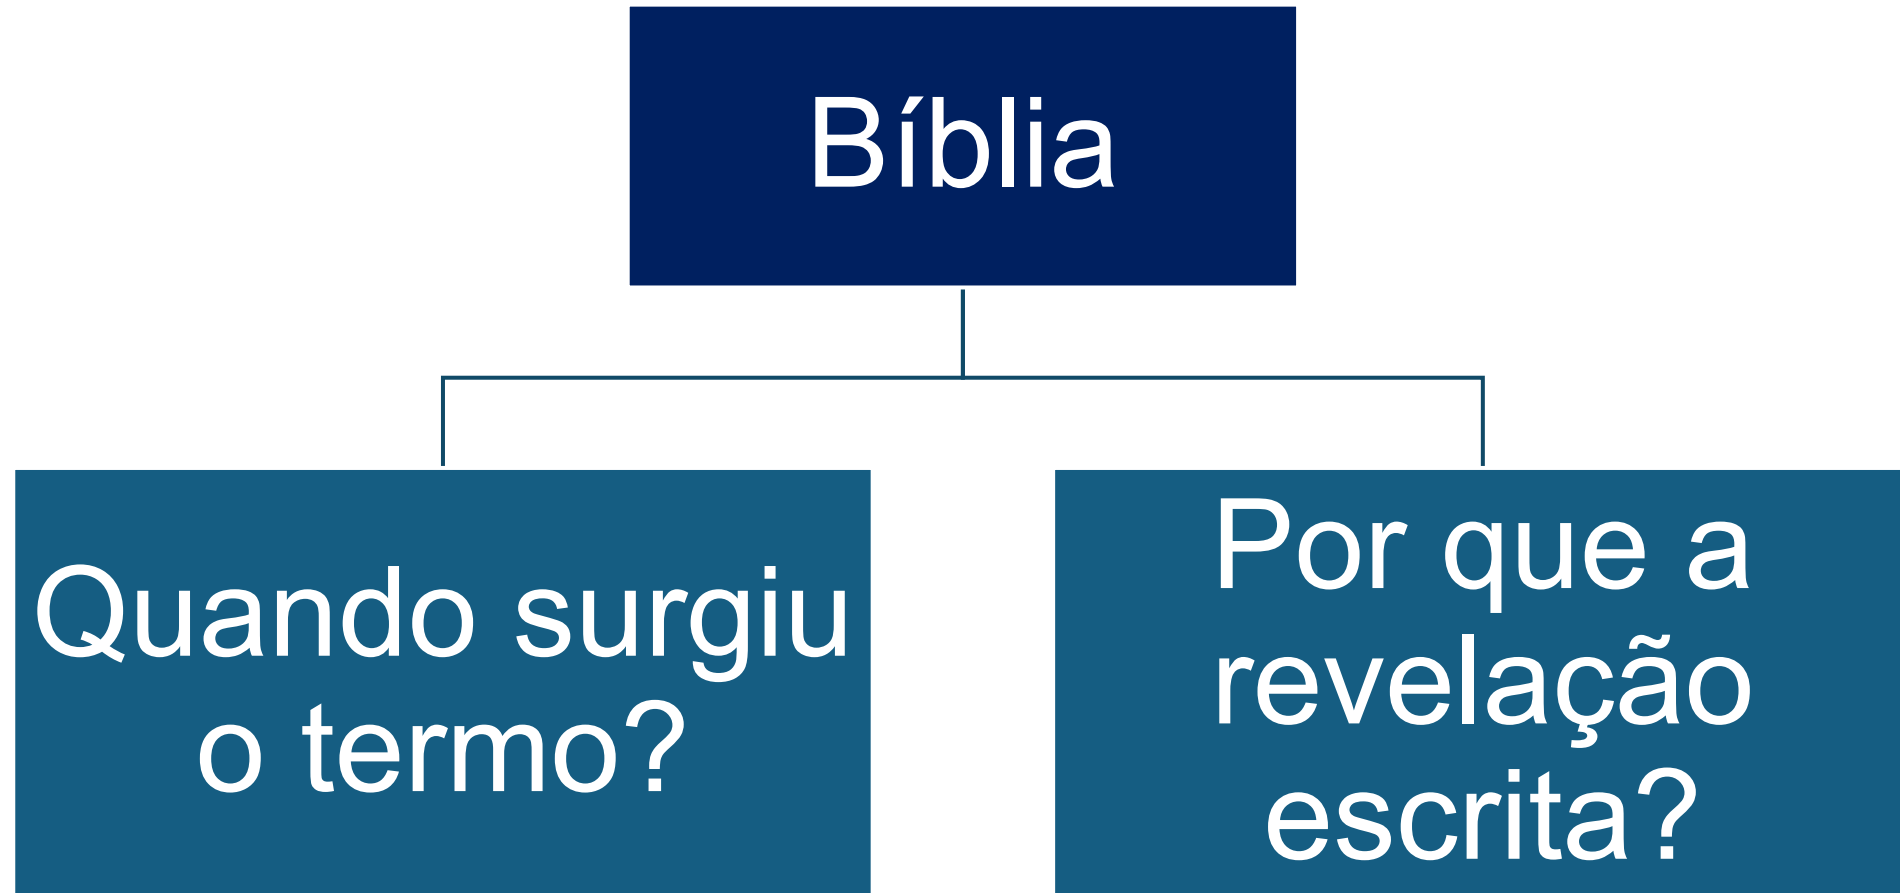 Bíblia
Quando surgiu
o termo?
Por que a
revelação
escrita?